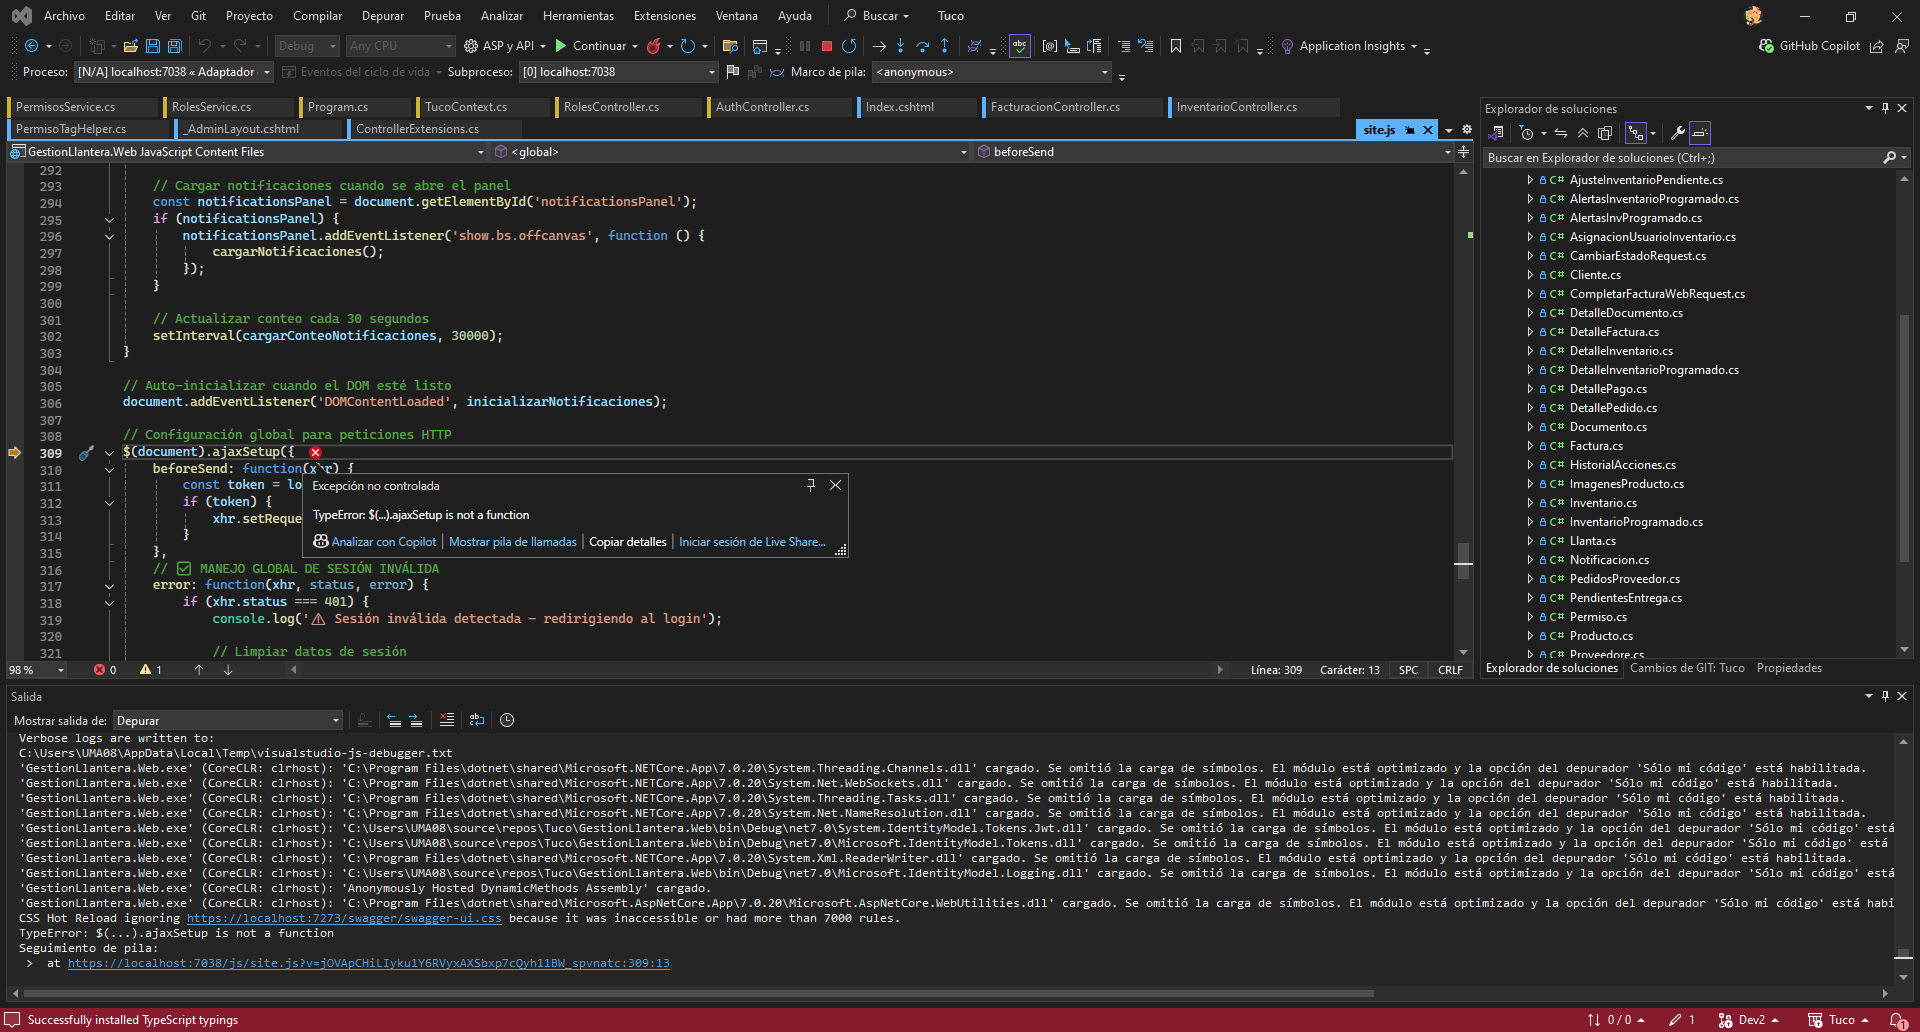 Archivo Editar Ver Git Proyecto Compilar Depurar Prueba Analizar Herramientas Extensiones Ventana Ayuda Buscar Tuco
Debug Any CPU ASP y API Continuar Application Insights GitHub Copilot
Proceso: [N/A] localhost:7038 « Adaptador Eventos del ciclo de vida Subproceso: [0] localhost:7038 Marco de pila: <anonymous>
PermisosService.cs RolesService.cs Program.cs TucoContext.cs RolesController.cs AuthController.cs Index.cshtml FacturacionController.cs InventarioController.cs
PermisoTagHelper.cs _AdminLayout.cshtml ControllerExtensions.cs site.js
GestionLlantera.Web JavaScript Content Files <global> beforeSend
292
293 // Cargar notificaciones cuando se abre el panel
294 const notificationsPanel = document.getElementById('notificationsPanel');
295 if (notificationsPanel) {
296 notificationsPanel.addEventListener('show.bs.offcanvas', function () {
297 cargarNotificaciones();
298 });
299 }
300
301 // Actualizar conteo cada 30 segundos
302 setInterval(cargarConteoNotificaciones, 30000);
303 }
304
305 // Auto-inicializar cuando el DOM esté listo
306 document.addEventListener('DOMContentLoaded', inicializarNotificaciones);
307
308 // Configuración global para peticiones HTTP
309 $(document).ajaxSetup({
310 beforeSend: function(xhr) {
311 const token = lo
312 if (token) {
313 xhr.setReque
314 }
315 },
316 // ✅ MANEJO GLOBAL DE SESIÓN INVÁLIDA
317 error: function(xhr, status, error) {
318 if (xhr.status === 401) {
319 console.log('⚠ Sesión inválida detectada - redirigiendo al login');
320
321 // Limpiar datos de sesión
Excepción no controlada
TypeError: $(...).ajaxSetup is not a function
Analizar con Copilot | Mostrar pila de llamadas | Copiar detalles | Iniciar sesión de Live Share...
98 % 0 1 Línea: 309 Carácter: 13 SPC CRLF
Explorador de soluciones
Buscar en Explorador de soluciones (Ctrl+;)
C# AjusteInventarioPendiente.cs
C# AlertasInventarioProgramado.cs
C# AlertasInvProgramado.cs
C# AsignacionUsuarioInventario.cs
C# CambiarEstadoRequest.cs
C# Cliente.cs
C# CompletarFacturaWebRequest.cs
C# DetalleDocumento.cs
C# DetalleFactura.cs
C# DetalleInventario.cs
C# DetalleInventarioProgramado.cs
C# DetallePago.cs
C# DetallePedido.cs
C# Documento.cs
C# Factura.cs
C# HistorialAcciones.cs
C# ImagenesProducto.cs
C# Inventario.cs
C# InventarioProgramado.cs
C# Llanta.cs
C# Notificacion.cs
C# PedidosProveedor.cs
C# PendientesEntrega.cs
C# Permiso.cs
C# Producto.cs
C# Proveedore.cs
Explorador de soluciones Cambios de GIT: Tuco Propiedades
Salida
Mostrar salida de: Depurar
Verbose logs are written to:
C:\Users\UMA08\AppData\Local\Temp\visualstudio-js-debugger.txt
'GestionLlantera.Web.exe' (CoreCLR: clrhost): 'C:\Program Files\dotnet\shared\Microsoft.NETCore.App\7.0.20\System.Threading.Channels.dll' cargado. Se omitió la carga de símbolos. El módulo está optimizado y la opción del depurador 'Sólo mi código' está habilitada.
'GestionLlantera.Web.exe' (CoreCLR: clrhost): 'C:\Program Files\dotnet\shared\Microsoft.NETCore.App\7.0.20\System.Net.WebSockets.dll' cargado. Se omitió la carga de símbolos. El módulo está optimizado y la opción del depurador 'Sólo mi código' está habilitada.
'GestionLlantera.Web.exe' (CoreCLR: clrhost): 'C:\Program Files\dotnet\shared\Microsoft.NETCore.App\7.0.20\System.Threading.Tasks.dll' cargado. Se omitió la carga de símbolos. El módulo está optimizado y la opción del depurador 'Sólo mi código' está habilitada.
'GestionLlantera.Web.exe' (CoreCLR: clrhost): 'C:\Program Files\dotnet\shared\Microsoft.NETCore.App\7.0.20\System.Net.NameResolution.dll' cargado. Se omitió la carga de símbolos. El módulo está optimizado y la opción del depurador 'Sólo mi código' está habilitada.
'GestionLlantera.Web.exe' (CoreCLR: clrhost): 'C:\Users\UMA08\source\repos\Tuco\GestionLlantera.Web\bin\Debug\net7.0\System.IdentityModel.Tokens.Jwt.dll' cargado. Se omitió la carga de símbolos. El módulo está optimizado y la opción del depurador 'Sólo mi código' está
'GestionLlantera.Web.exe' (CoreCLR: clrhost): 'C:\Users\UMA08\source\repos\Tuco\GestionLlantera.Web\bin\Debug\net7.0\Microsoft.IdentityModel.Tokens.dll' cargado. Se omitió la carga de símbolos. El módulo está optimizado y la opción del depurador 'Sólo mi código' está
'GestionLlantera.Web.exe' (CoreCLR: clrhost): 'C:\Program Files\dotnet\shared\Microsoft.NETCore.App\7.0.20\System.Xml.ReaderWriter.dll' cargado. Se omitió la carga de símbolos. El módulo está optimizado y la opción del depurador 'Sólo mi código' está habilitada.
'GestionLlantera.Web.exe' (CoreCLR: clrhost): 'C:\Users\UMA08\source\repos\Tuco\GestionLlantera.Web\bin\Debug\net7.0\Microsoft.IdentityModel.Logging.dll' cargado. Se omitió la carga de símbolos. El módulo está optimizado y la opción del depurador 'Sólo mi código' está
'GestionLlantera.Web.exe' (CoreCLR: clrhost): 'Anonymously Hosted DynamicMethods Assembly' cargado.
'GestionLlantera.Web.exe' (CoreCLR: clrhost): 'C:\Program Files\dotnet\shared\Microsoft.AspNetCore.App\7.0.20\Microsoft.AspNetCore.WebUtilities.dll' cargado. Se omitió la carga de símbolos. El módulo está optimizado y la opción del depurador 'Sólo mi código' está habi
CSS Hot Reload ignoring https://localhost:7273/swagger/swagger-ui.css because it was inaccessible or had more than 7000 rules.
TypeError: $(...).ajaxSetup is not a function
Seguimiento de pila:
> at https://localhost:7038/js/site.js?v=jOVApCHiLIyku1Y6RVyxAXSbxp7cQyh11BW_spvnatc:309:13
Successfully installed TypeScript typings 0 / 0 1 Dev2 Tuco 1